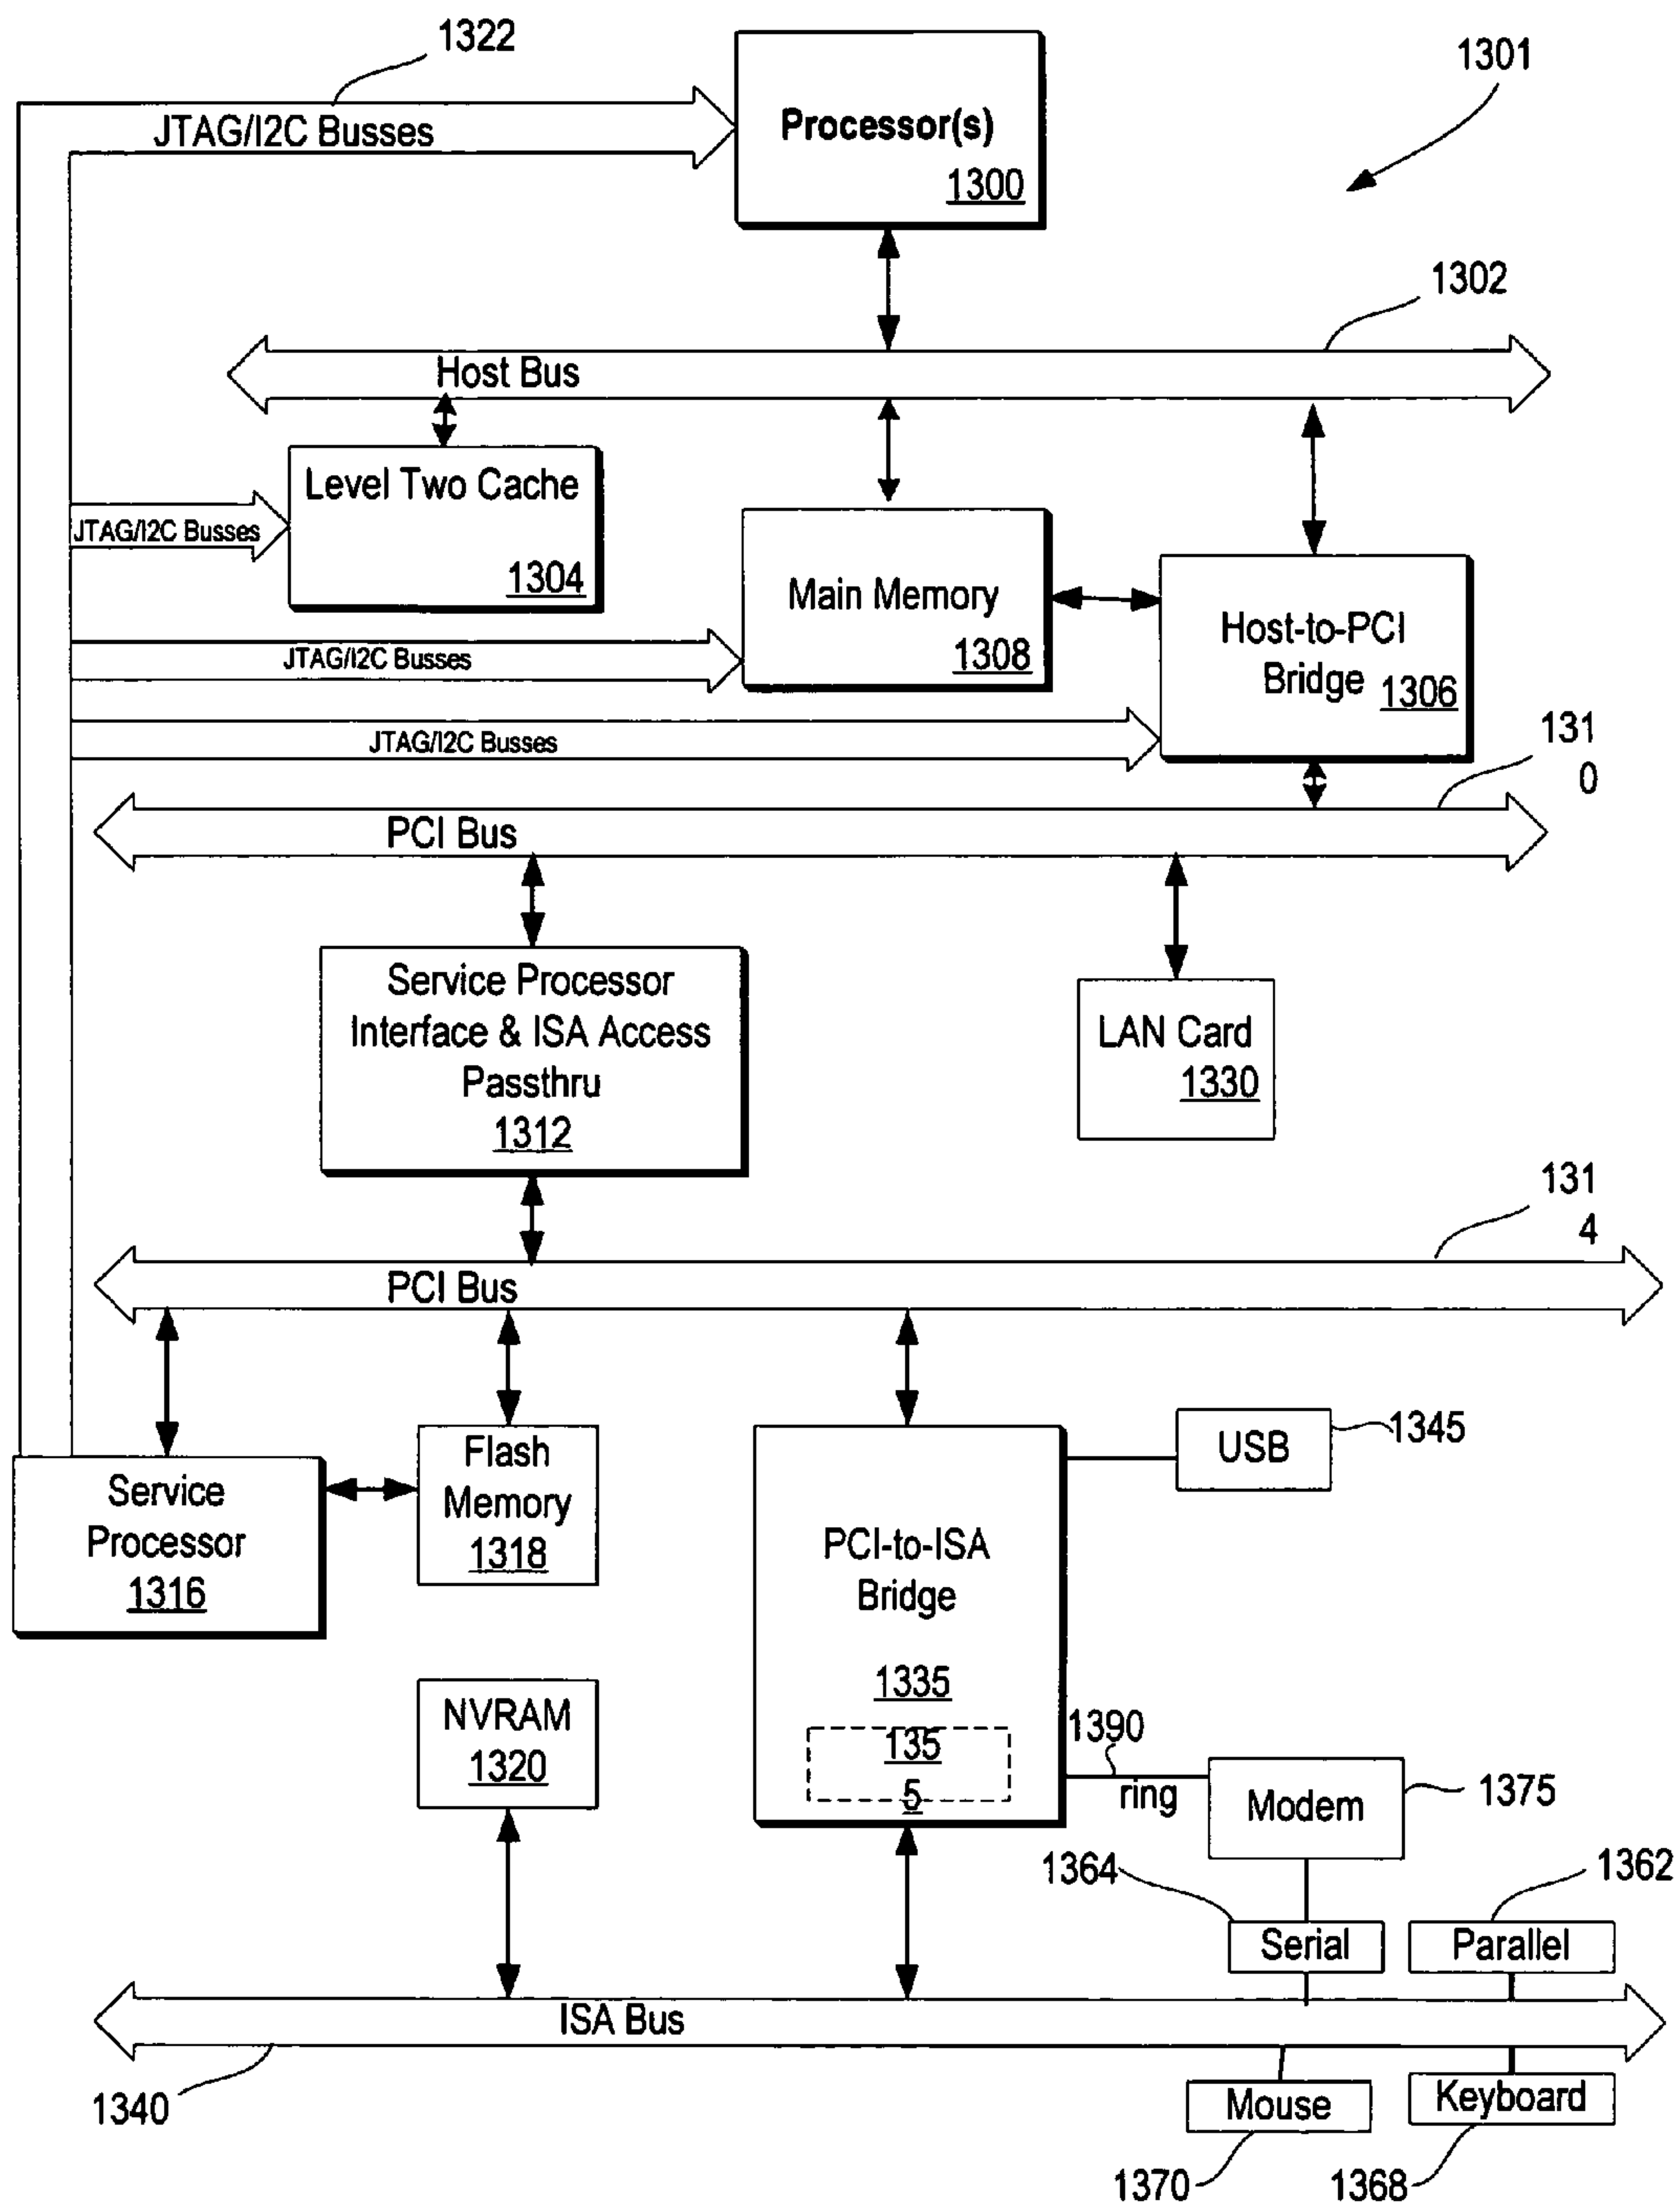 1322
1301
JTAG/I2C Busses
Processor(s)
1300
1302
Host Bus
Level Two Cache
1304
JTAG/I2C Busses
Main Memory
1308
Host-to-PCI
Bridge 1306
JTAG/I2C Busses
JTAG/I2C Busses
131
0
PCI Bus
Service Processor
Interface & ISA Access
Passthru
1312
LAN Card
1330
131
4
PCI Bus
Service
Processor
1316
Flash
Memory
1318
PCI-to-ISA
Bridge
1335
135
5
USB
1345
NVRAM
1320
1390
ring
Modem
1375
1364
1362
Serial
Parallel
ISA Bus
1340
Mouse
Keyboard
1370
1368